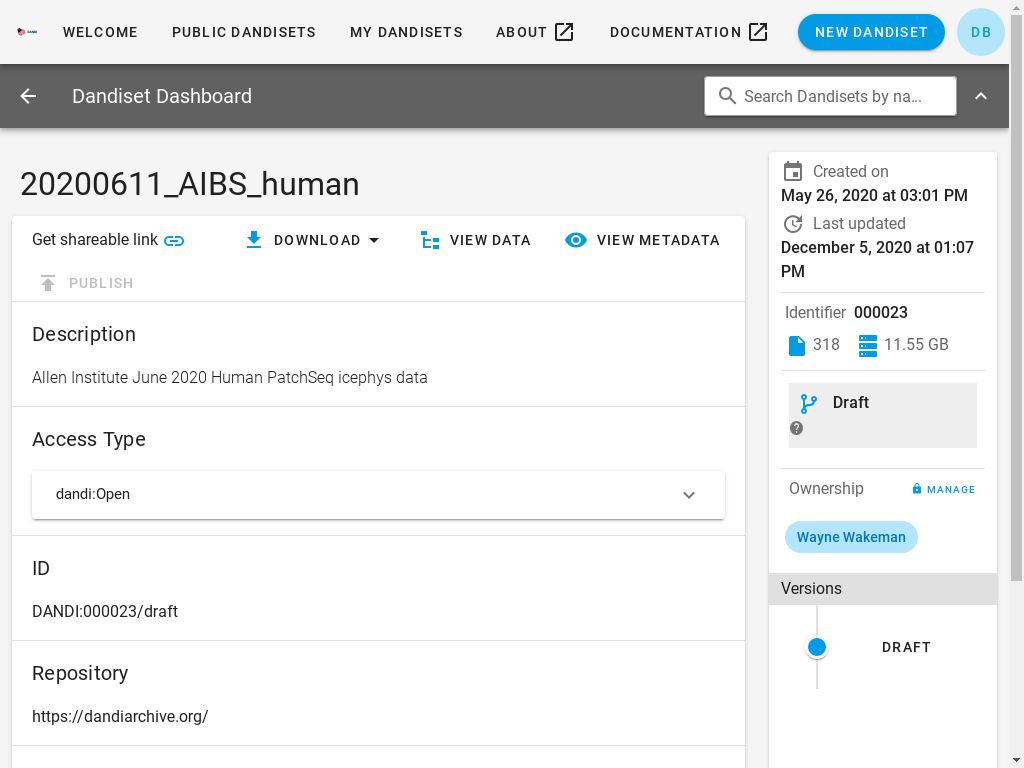 WELCOME
PUBLIC DANDISETS
MY DANDISETS
ABOUT
DOCUMENTATION
NEW DANDISET
DB
Dandiset Dashboard
Search Dandisets by na...
20200611_AIBS_human
Get shareable link
DOWNLOAD
VIEW DATA
VIEW METADATA
PUBLISH
Description
Allen Institute June 2020 Human PatchSeq icephys data
Access Type
dandi:Open
ID
DANDI:000023/draft
Repository
https://dandiarchive.org/
Created on
May 26, 2020 at 03:01 PM
Last updated
December 5, 2020 at 01:07
PM
Identifier 000023
318
11.55 GB
Draft
Ownership
MANAGE
Wayne Wakeman
Versions
DRAFT